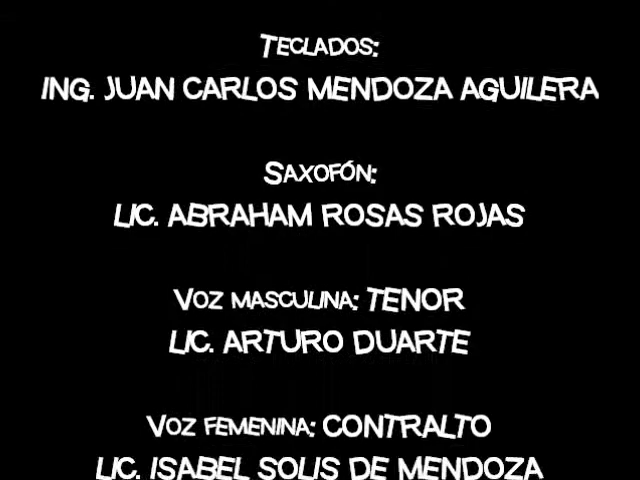 Teclados:
ING. JUAN CARLOS MENDOZA AGUILERA
Saxofón:
LIC. ABRAHAM ROSAS ROJAS
Voz masculina: TENOR
LIC. ARTURO DUARTE
Voz femenina: CONTRALTO
LIC. ISABEL SOLIS DE MENDOZA